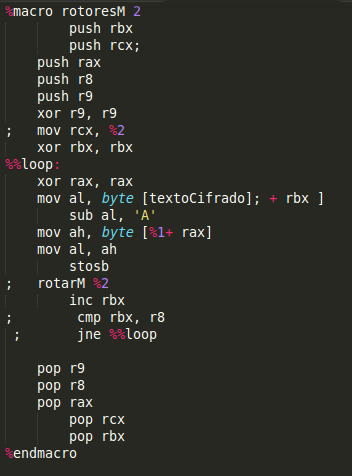 %macro rotoresM 2
        push rbx
        push rcx;
    push rax
    push r8
    push r9
    xor r9, r9
;   mov rcx, %2
    xor rbx, rbx
%%loop:
    xor rax, rax
    mov al, byte [textoCifrado]; + rbx ]
        sub al, 'A'
    mov ah, byte [%1+ rax]
    mov al, ah
        stosb
;   rotarM %2
        inc rbx
;        cmp rbx, r8
 ;       jne %%loop

    pop r9
    pop r8
    pop rax
        pop rcx
        pop rbx
%endmacro